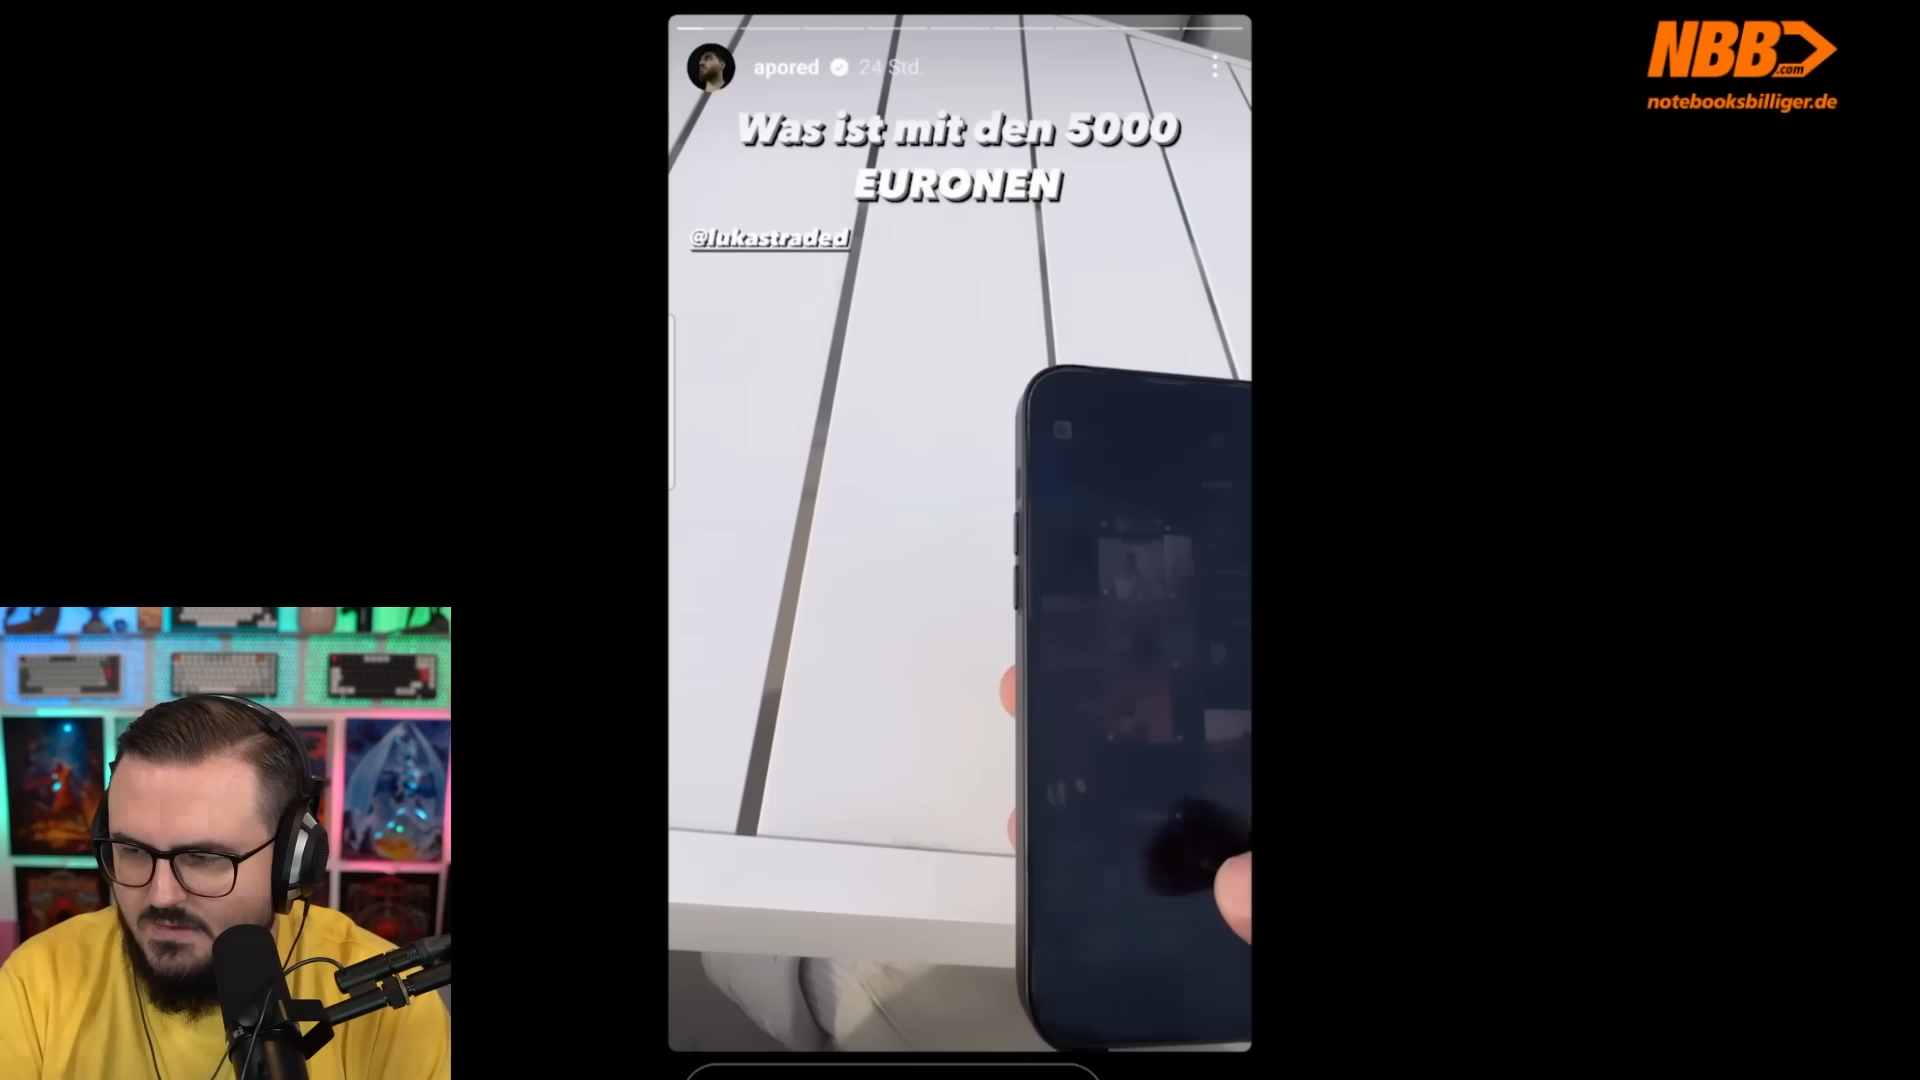 apored 24 Std.
Was ist mit den 5000
EURONEN
@lukastraded
NBB.com
notebooksbilliger.de